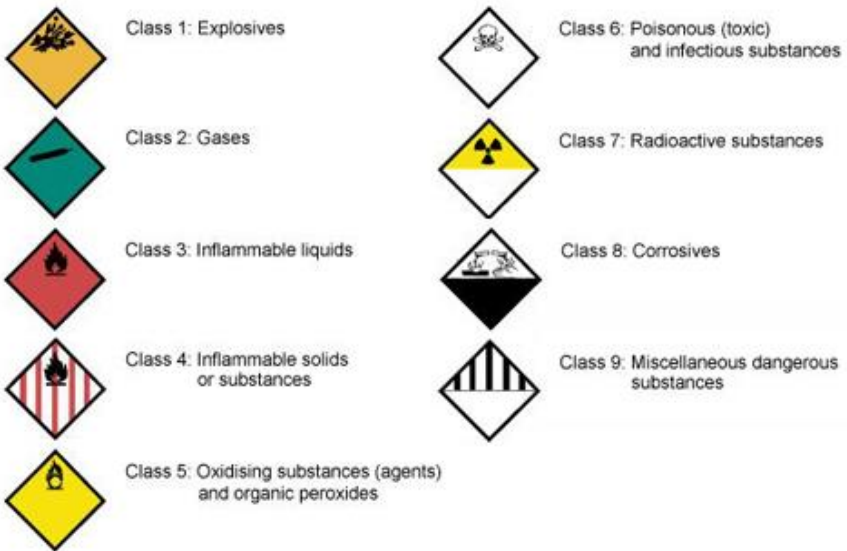 Class 1: Explosives
Class 2: Gases
Class 3: Inflammable liquids
Class 4: Inflammable solids
or substances
Class 5: Oxidising substances (agents)
and organic peroxides
Class 6: Poisonous (toxic)
and infectious substances
Class 7: Radioactive substances
Class 8: Corrosives
Class 9: Miscellaneous dangerous
substances